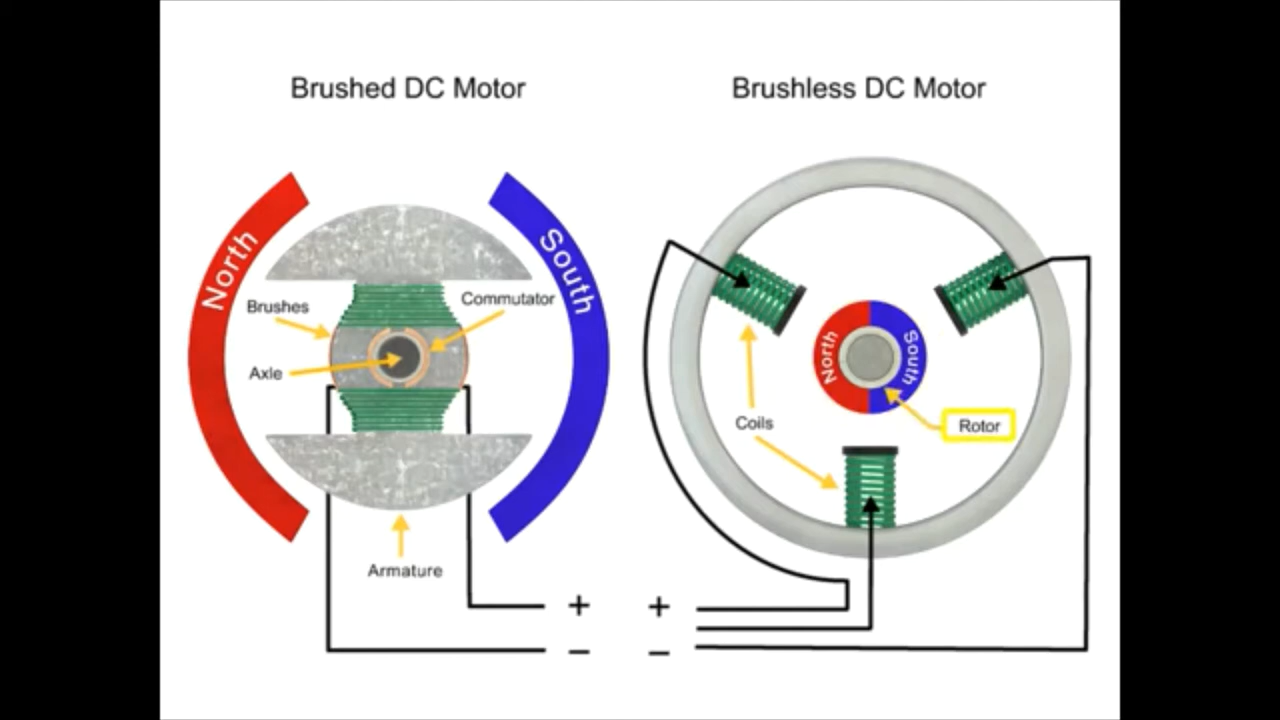 Brushed DC Motor
Brushless DC Motor
North
South
Brushes
Commutator
Axle
Armature
+
−
North
South
Coils
Rotor
+
−